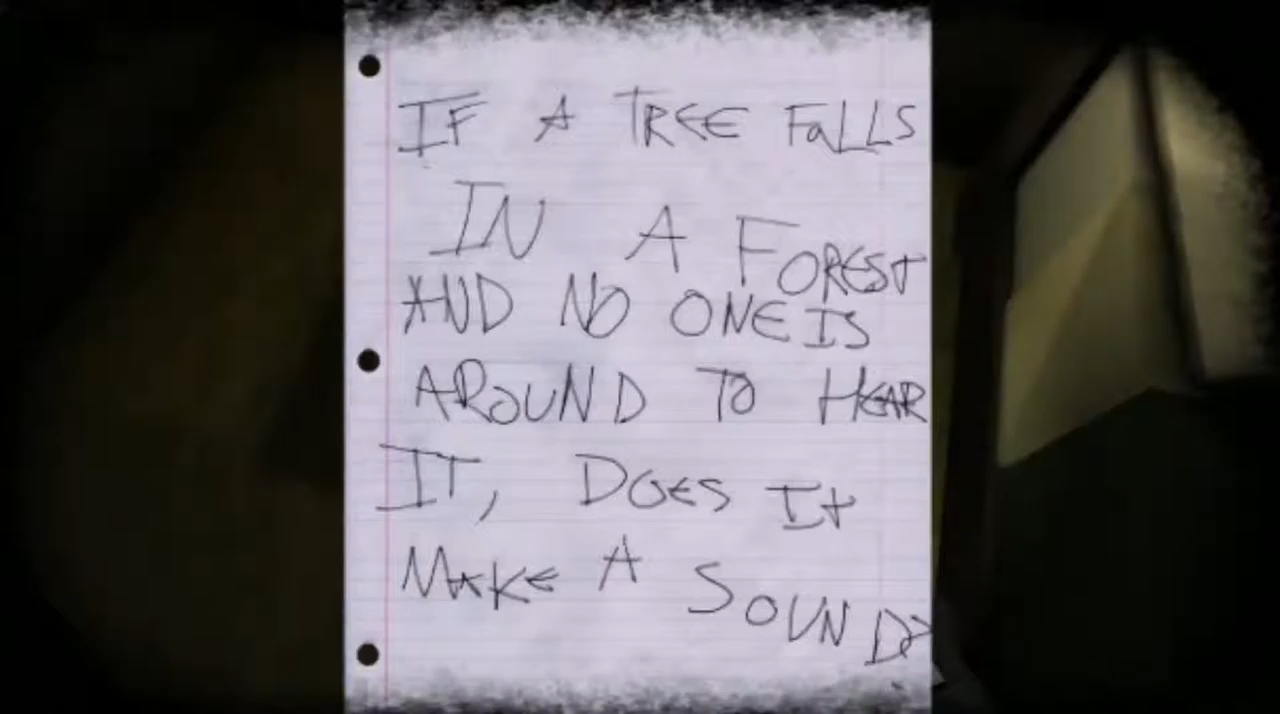 IF A TREE FaLLS
IN A FOREST
AND NO ONE IS
AROUND TO HEAR
IT, DOES It
MAKE A SOUND?